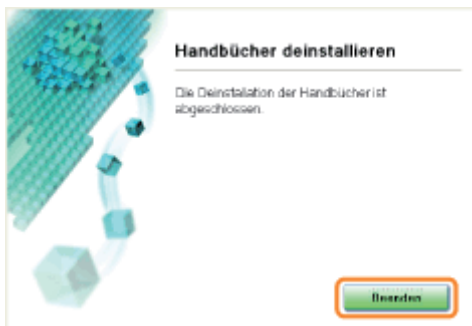 Handbücher deinstallieren
Die Deinstallation der Handbücher ist
abgeschlossen.
Beenden